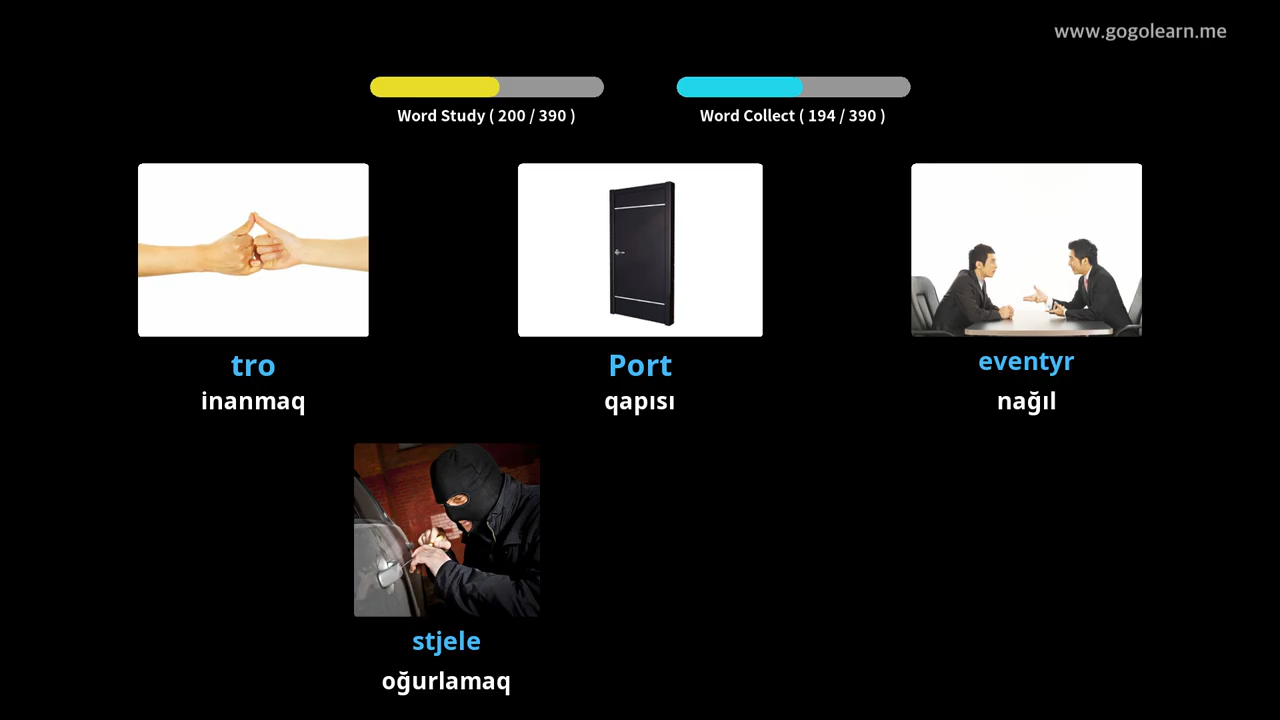 www.gogolearn.me
Word Study ( 200 / 390 )
Word Collect ( 194 / 390 )
tro
inanmaq
Port
qapısı
eventyr
nağıl
stjele
oğurlamaq